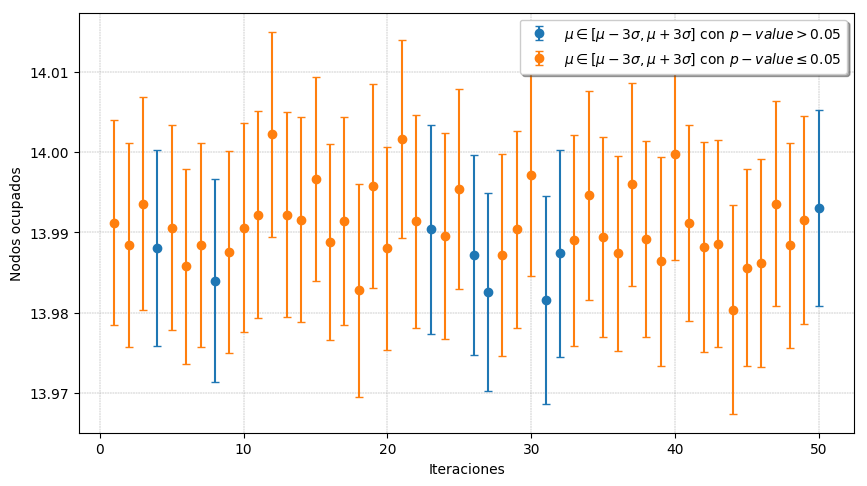 μ ∈ [μ − 3σ, μ + 3σ] con p − value > 0.05
μ ∈ [μ − 3σ, μ + 3σ] con p − value ≤ 0.05
14.01
14.00
13.99
13.98
13.97
Nodos ocupados
0 10 20 30 40 50
Iteraciones